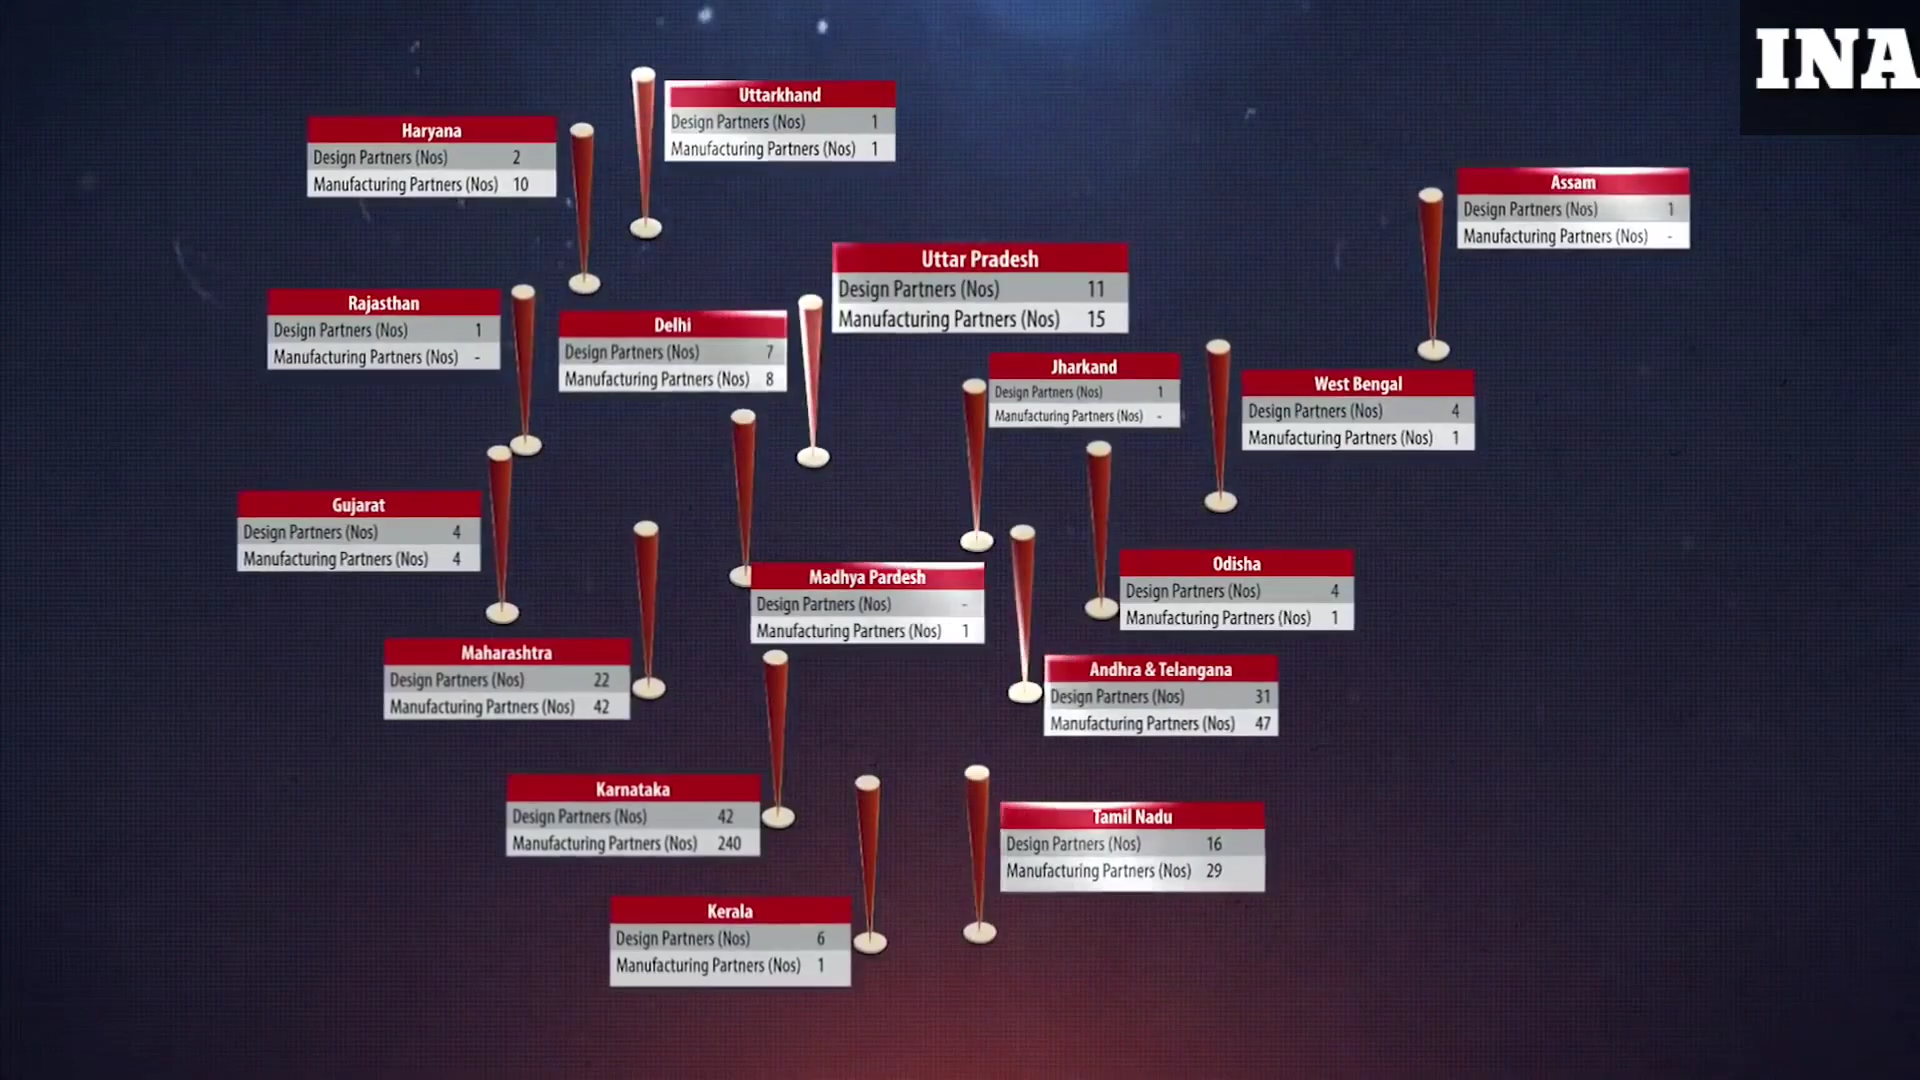 INA
Uttarkhand
Design Partners (Nos) 1
Manufacturing Partners (Nos) 1
Haryana
Design Partners (Nos) 2
Manufacturing Partners (Nos) 10
Assam
Design Partners (Nos) 1
Manufacturing Partners (Nos) -
Uttar Pradesh
Design Partners (Nos) 11
Manufacturing Partners (Nos) 15
Rajasthan
Design Partners (Nos) 1
Manufacturing Partners (Nos) -
Delhi
Design Partners (Nos) 7
Manufacturing Partners (Nos) 8
Jharkand
Design Partners (Nos) 1
Manufacturing Partners (Nos) -
West Bengal
Design Partners (Nos) 4
Manufacturing Partners (Nos) 1
Gujarat
Design Partners (Nos) 4
Manufacturing Partners (Nos) 4
Odisha
Design Partners (Nos) 4
Manufacturing Partners (Nos) 1
Madhya Pardesh
Design Partners (Nos) -
Manufacturing Partners (Nos) 1
Maharashtra
Design Partners (Nos) 22
Manufacturing Partners (Nos) 42
Andhra & Telangana
Design Partners (Nos) 31
Manufacturing Partners (Nos) 47
Karnataka
Design Partners (Nos) 42
Manufacturing Partners (Nos) 240
Tamil Nadu
Design Partners (Nos) 16
Manufacturing Partners (Nos) 29
Kerala
Design Partners (Nos) 6
Manufacturing Partners (Nos) 1